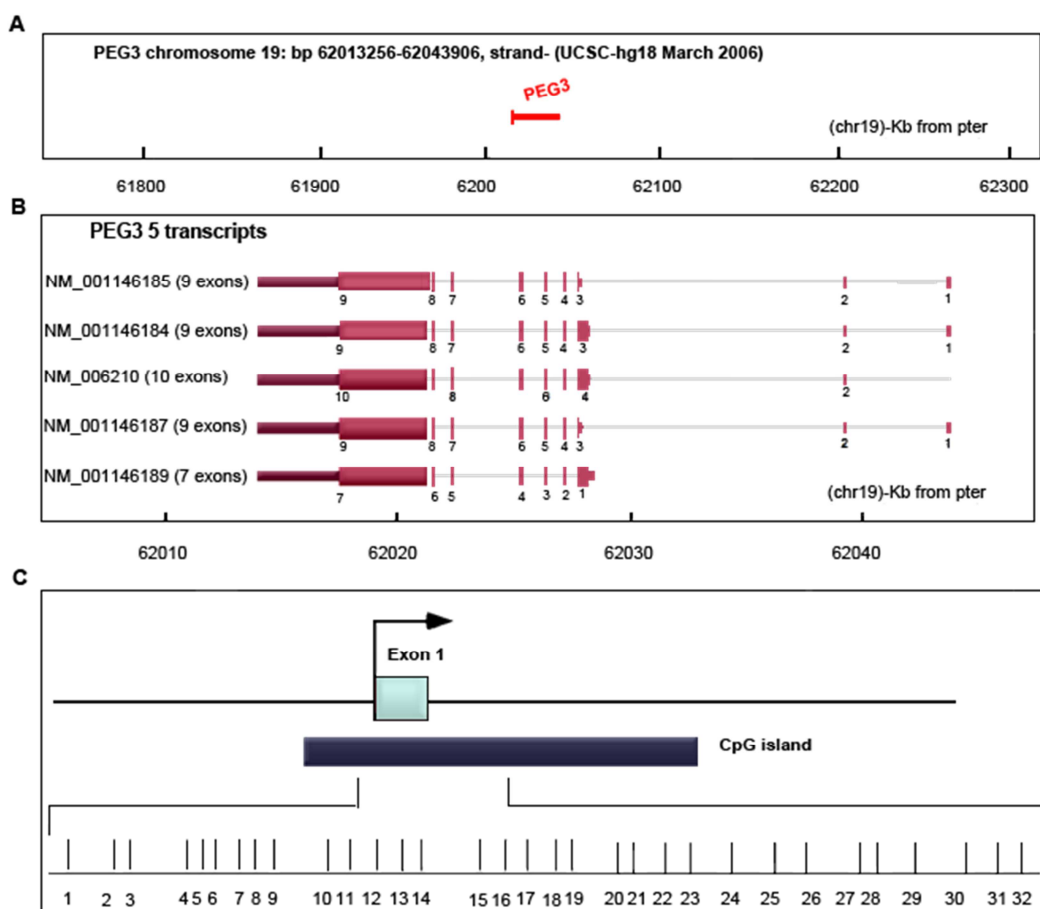 A
PEG3 chromosome 19: bp 62013256-62043906, strand- (UCSC-hg18 March 2006)
PEG3
(chr19)-Kb from pter
61800 61900 6200 62100 62200 62300
B
PEG3 5 transcripts
NM_001146185 (9 exons)
9 8 7 6 5 4 3 2 1
NM_001146184 (9 exons)
9 8 7 6 5 4 3 2 1
NM_006210 (10 exons)
10 8 6 4 2
NM_001146187 (9 exons)
9 8 7 6 5 4 3 2 1
NM_001146189 (7 exons)
7 6 5 4 3 2 1
(chr19)-Kb from pter
62010 62020 62030 62040
C
Exon 1
CpG island
1 2 3 4 5 6 7 8 9 10 11 12 13 14 15 16 17 18 19 20 21 22 23 24 25 26 27 28 29 30 31 32